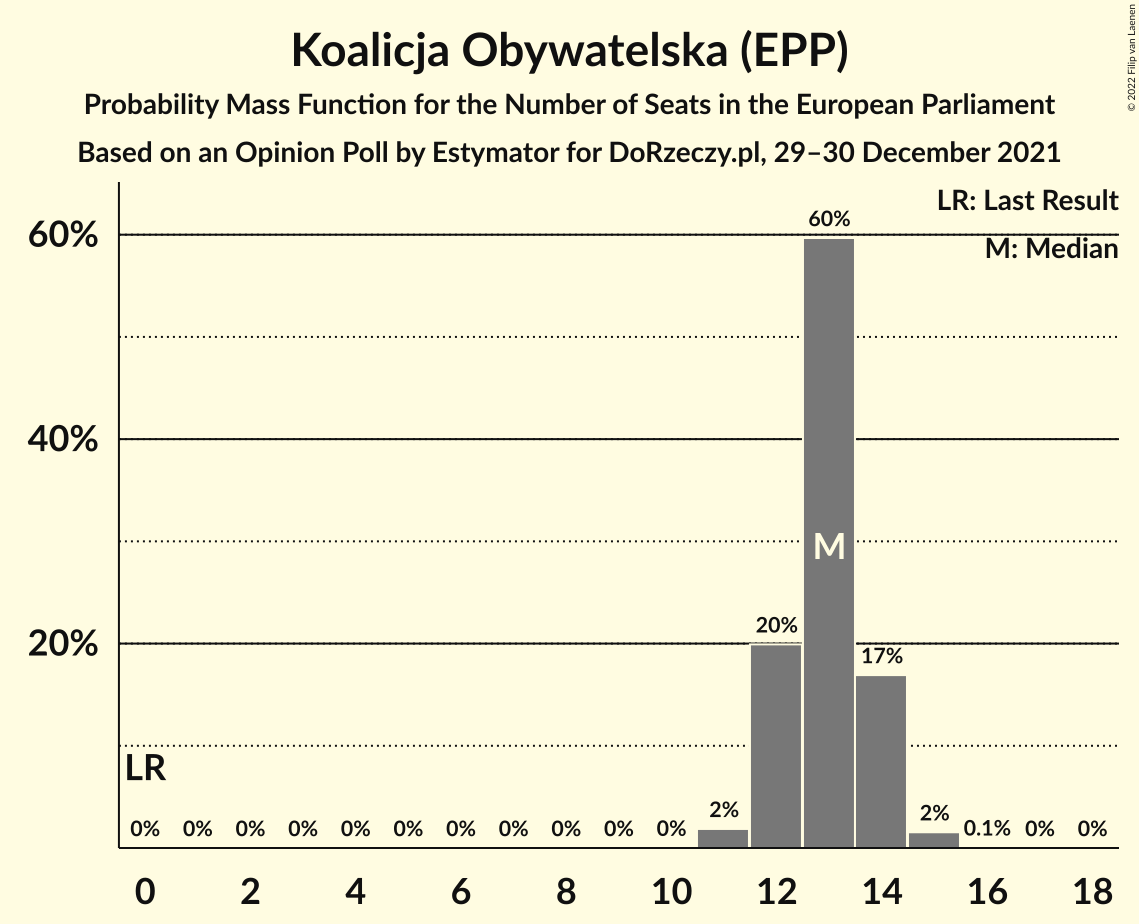 Koalicja Obywatelska (EPP)
Probability Mass Function for the Number of Seats in the European Parliament
Based on an Opinion Poll by Estymator for DoRzeczy.pl, 29–30 December 2021
© 2022 Filip van Laenen
LR: Last Result
M: Median
60%
40%
20%
60%
M
20%
17%
LR
0% 0% 0% 0% 0% 0% 0% 0% 0% 0% 0% 2% 2% 0.1% 0% 0%
0 2 4 6 8 10 12 14 16 18